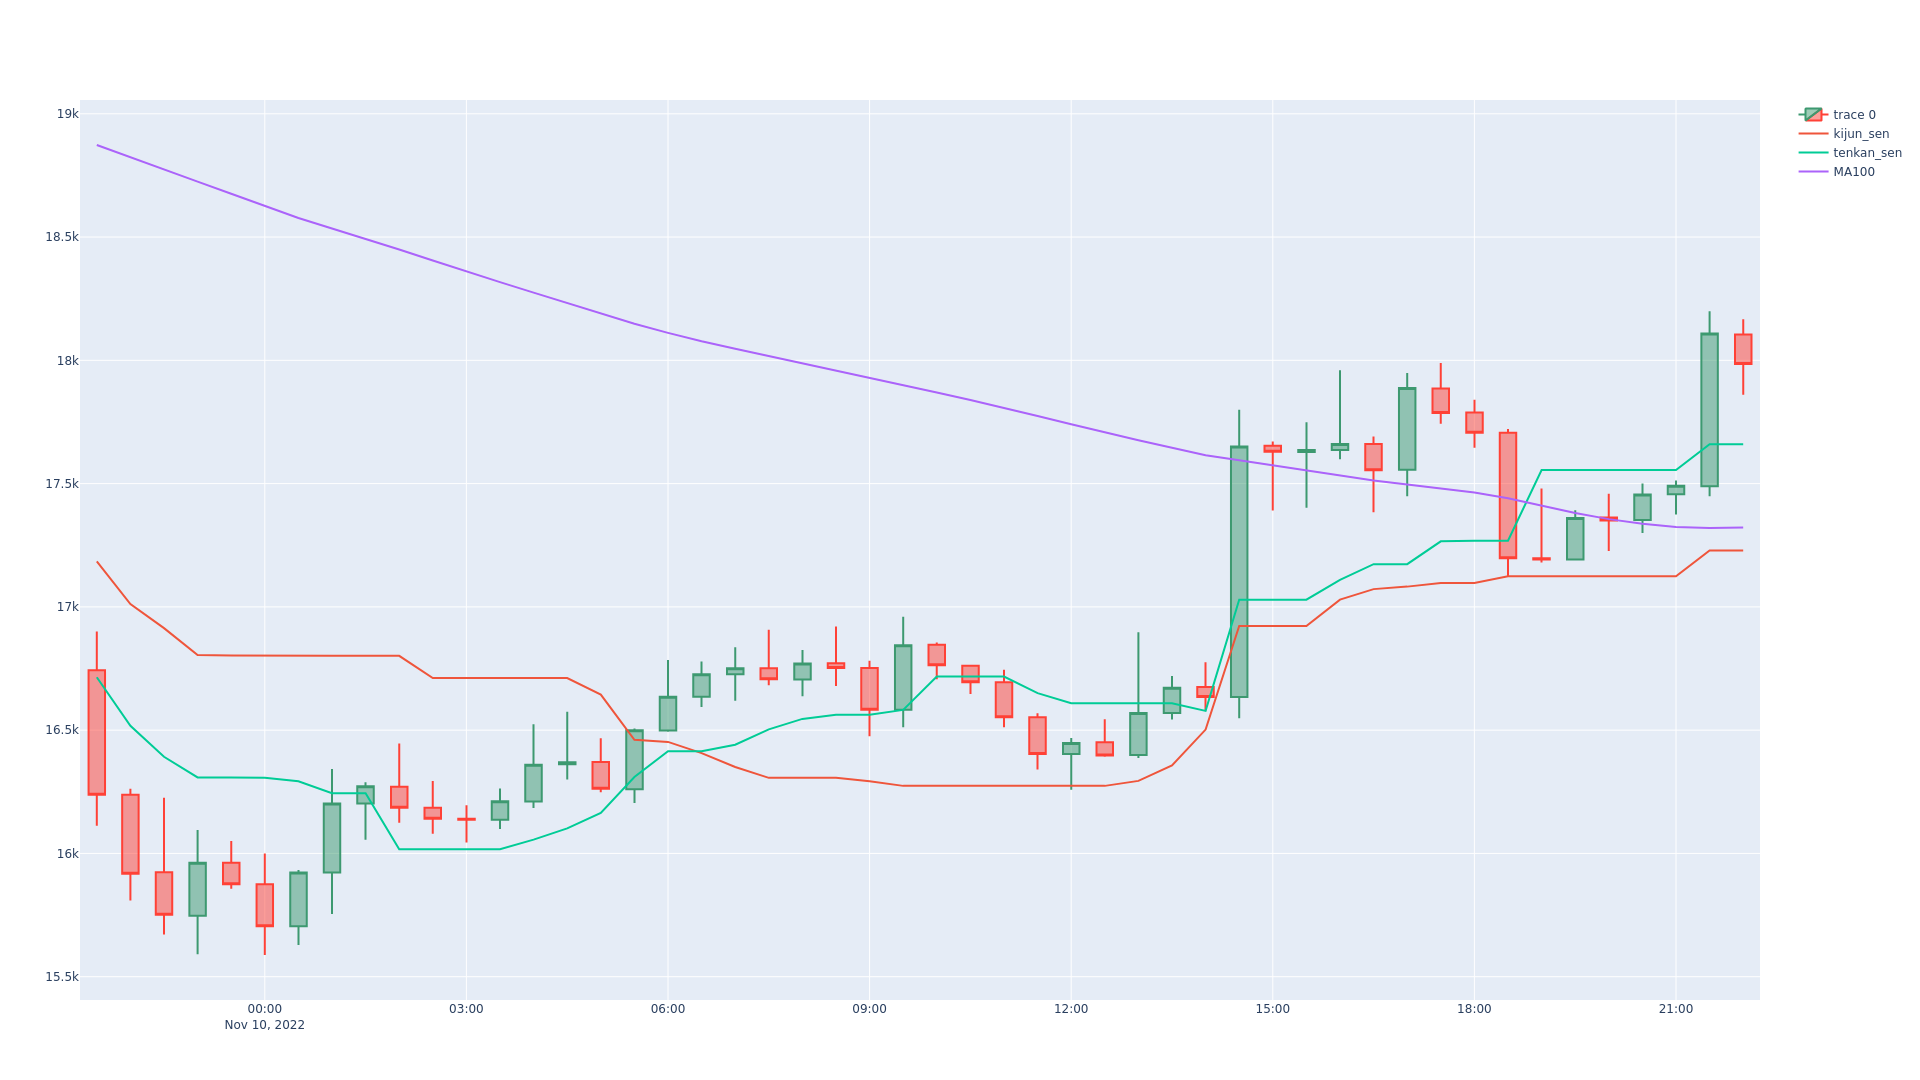 19k
18.5k
18k
17.5k
17k
16.5k
16k
15.5k
00:00
Nov 10, 2022
03:00
06:00
09:00
12:00
15:00
18:00
21:00
trace 0
kijun_sen
tenkan_sen
MA100